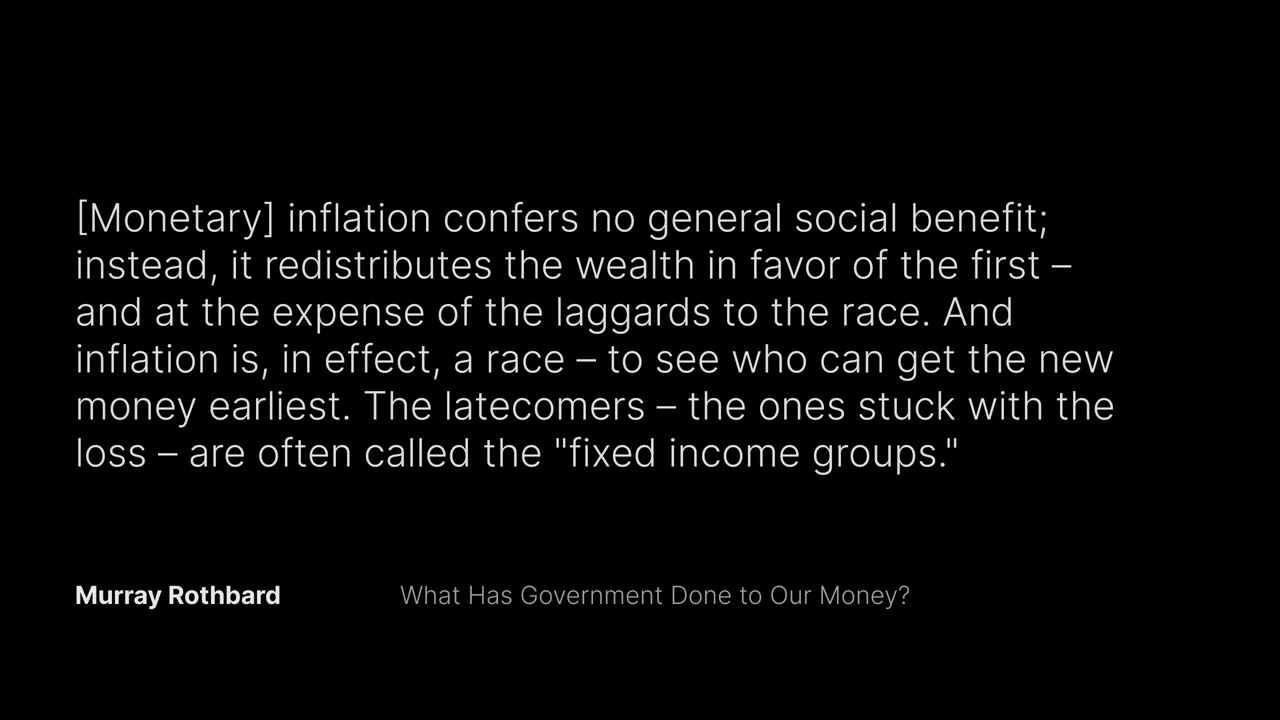 [Monetary] inflation confers no general social benefit;
instead, it redistributes the wealth in favor of the first –
and at the expense of the laggards to the race. And
inflation is, in effect, a race – to see who can get the new
money earliest. The latecomers – the ones stuck with the
loss – are often called the "fixed income groups."
Murray Rothbard What Has Government Done to Our Money?